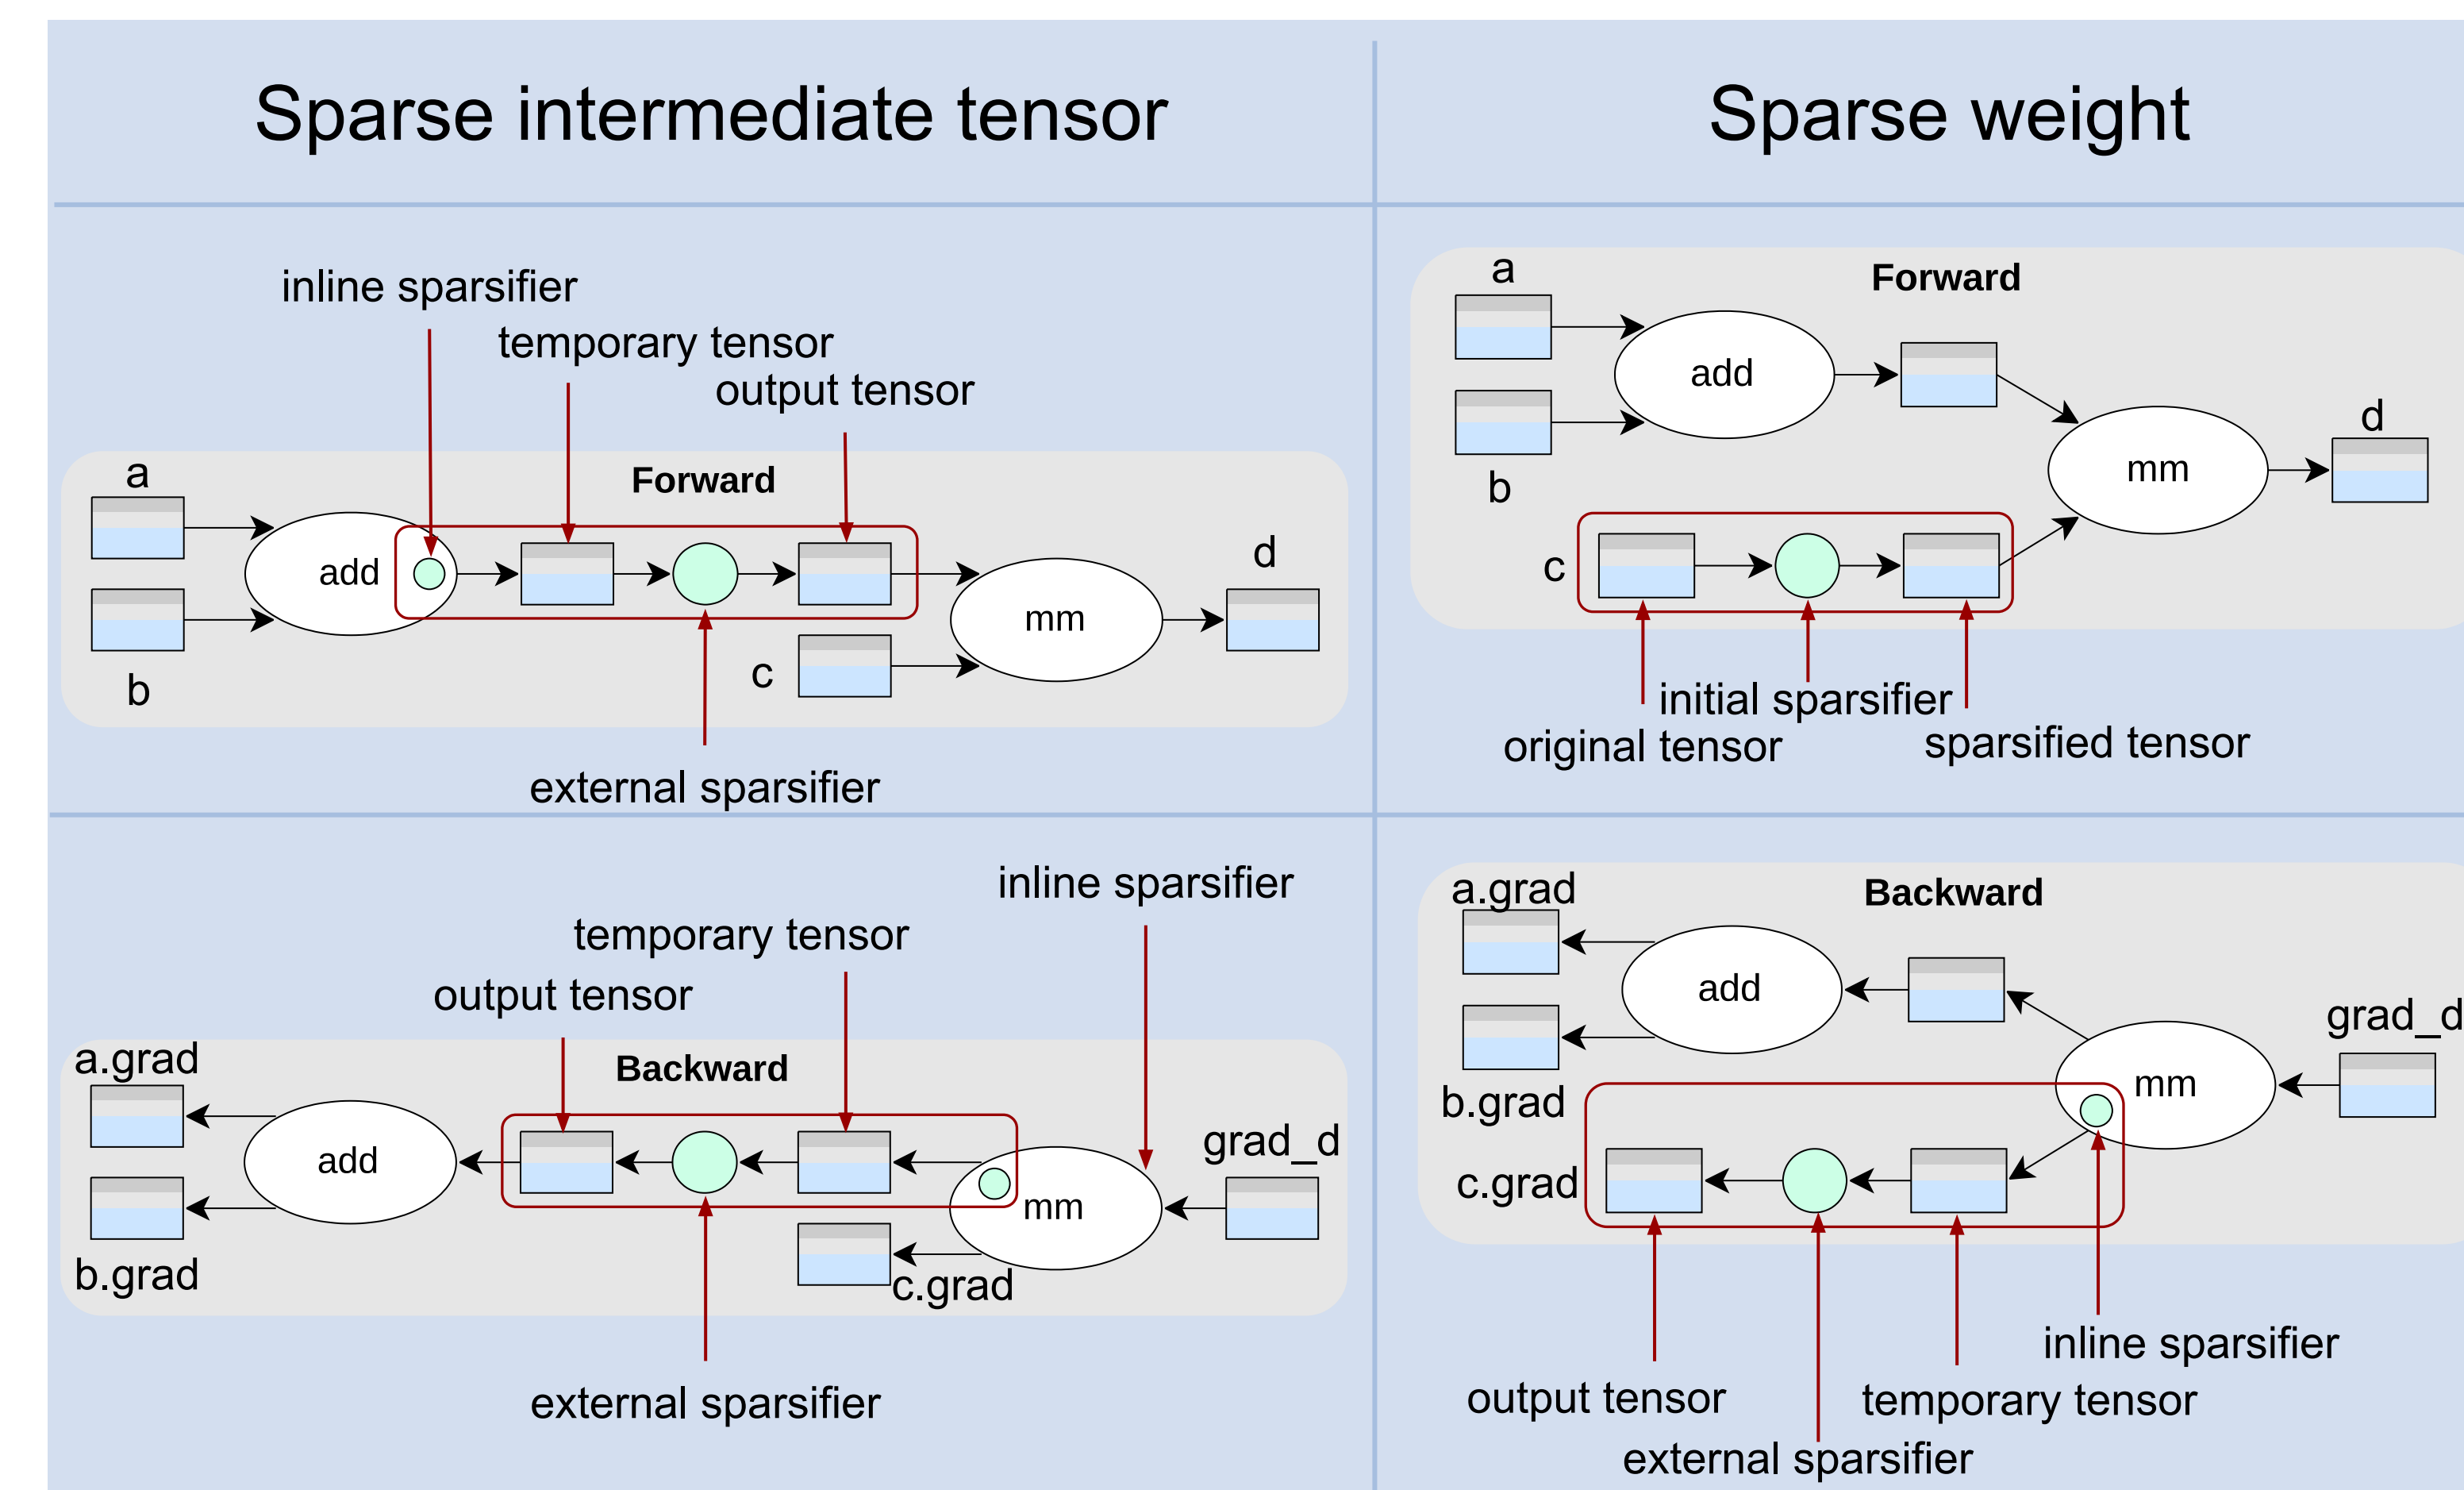 Sparse intermediate tensor
Sparse weight
inline sparsifier
temporary tensor
output tensor
Forward
a
b
add
c
mm
d
external sparsifier
Forward
a
b
add
c
mm
d
initial sparsifier
original tensor
sparsified tensor
inline sparsifier
temporary tensor
output tensor
Backward
a.grad
b.grad
add
c.grad
mm
grad_d
external sparsifier
Backward
a.grad
b.grad
add
c.grad
mm
grad_d
inline sparsifier
output tensor
temporary tensor
external sparsifier